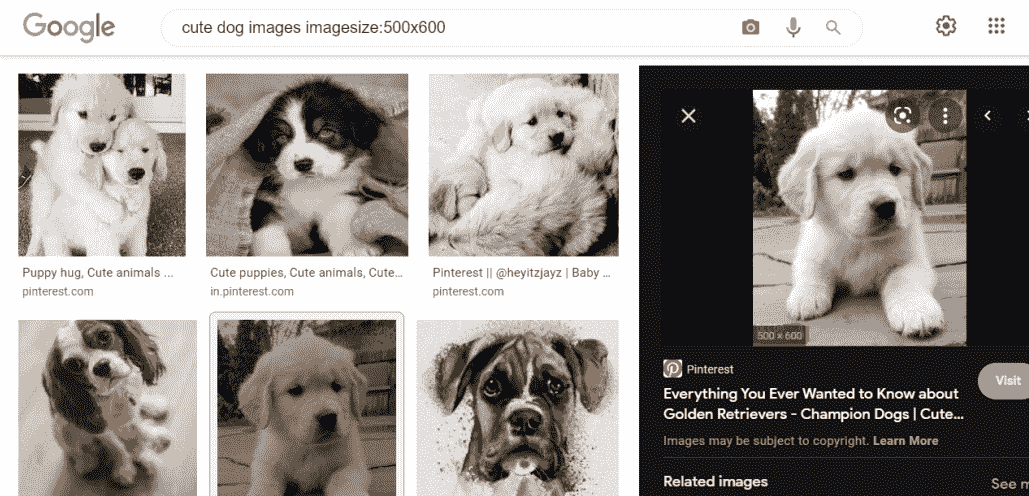 Google
cute dog images imagesize:500x600
Puppy hug, Cute animals ...
pinterest.com
Cute puppies, Cute animals, Cute...
in.pinterest.com
Pinterest || @heyitzjayz | Baby ...
pinterest.com
500 x 600
Pinterest
Everything You Ever Wanted to Know about
Golden Retrievers - Champion Dogs | Cute...
Visit
Images may be subject to copyright. Learn More
Related images
See m